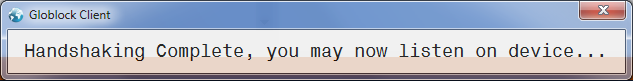 Globlock Client
Handshaking Complete, you may now listen on device...